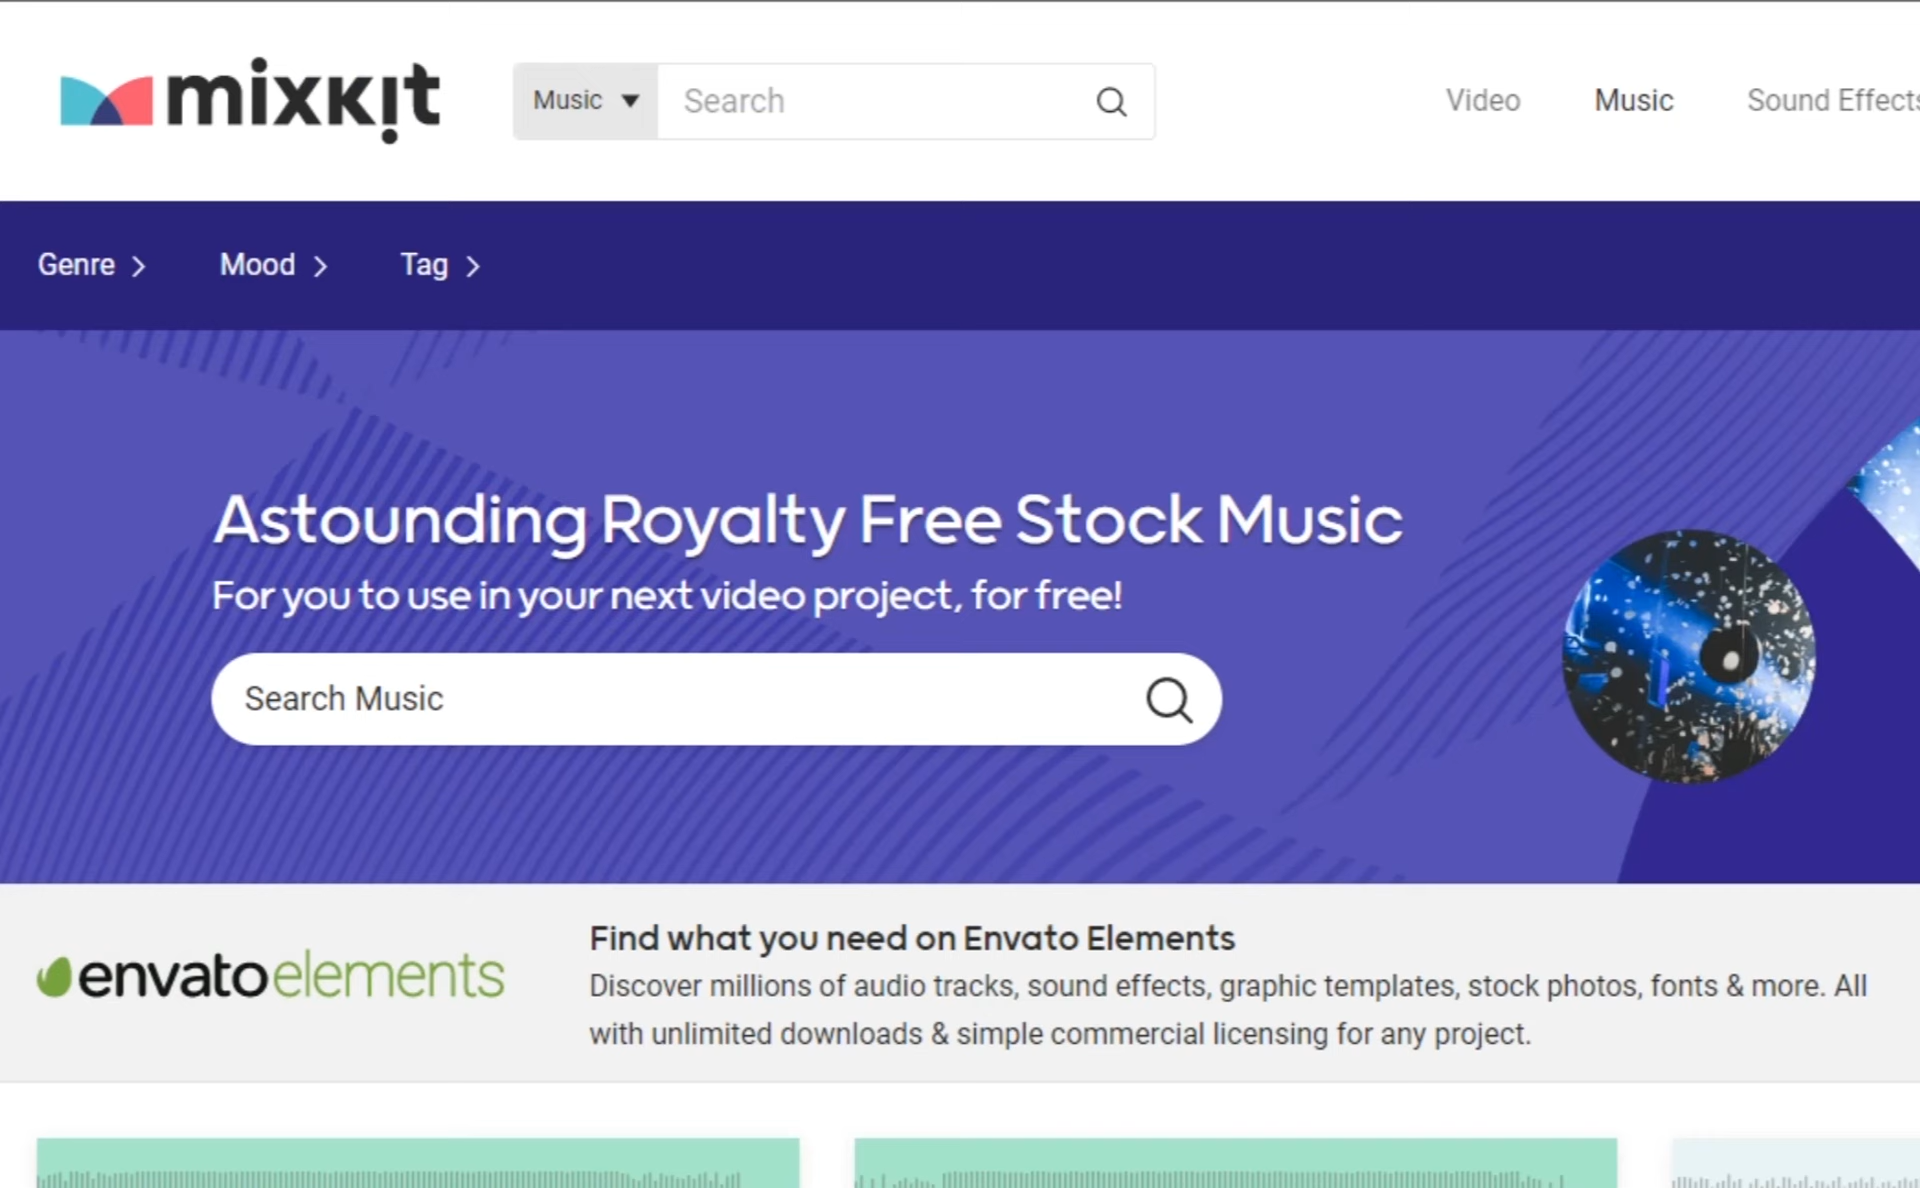 mixkit
Music
Search
Video
Music
Sound Effects
Genre
Mood
Tag
Astounding Royalty Free Stock Music
For you to use in your next video project, for free!
Search Music
envatoelements
Find what you need on Envato Elements
Discover millions of audio tracks, sound effects, graphic templates, stock photos, fonts & more. All
with unlimited downloads & simple commercial licensing for any project.